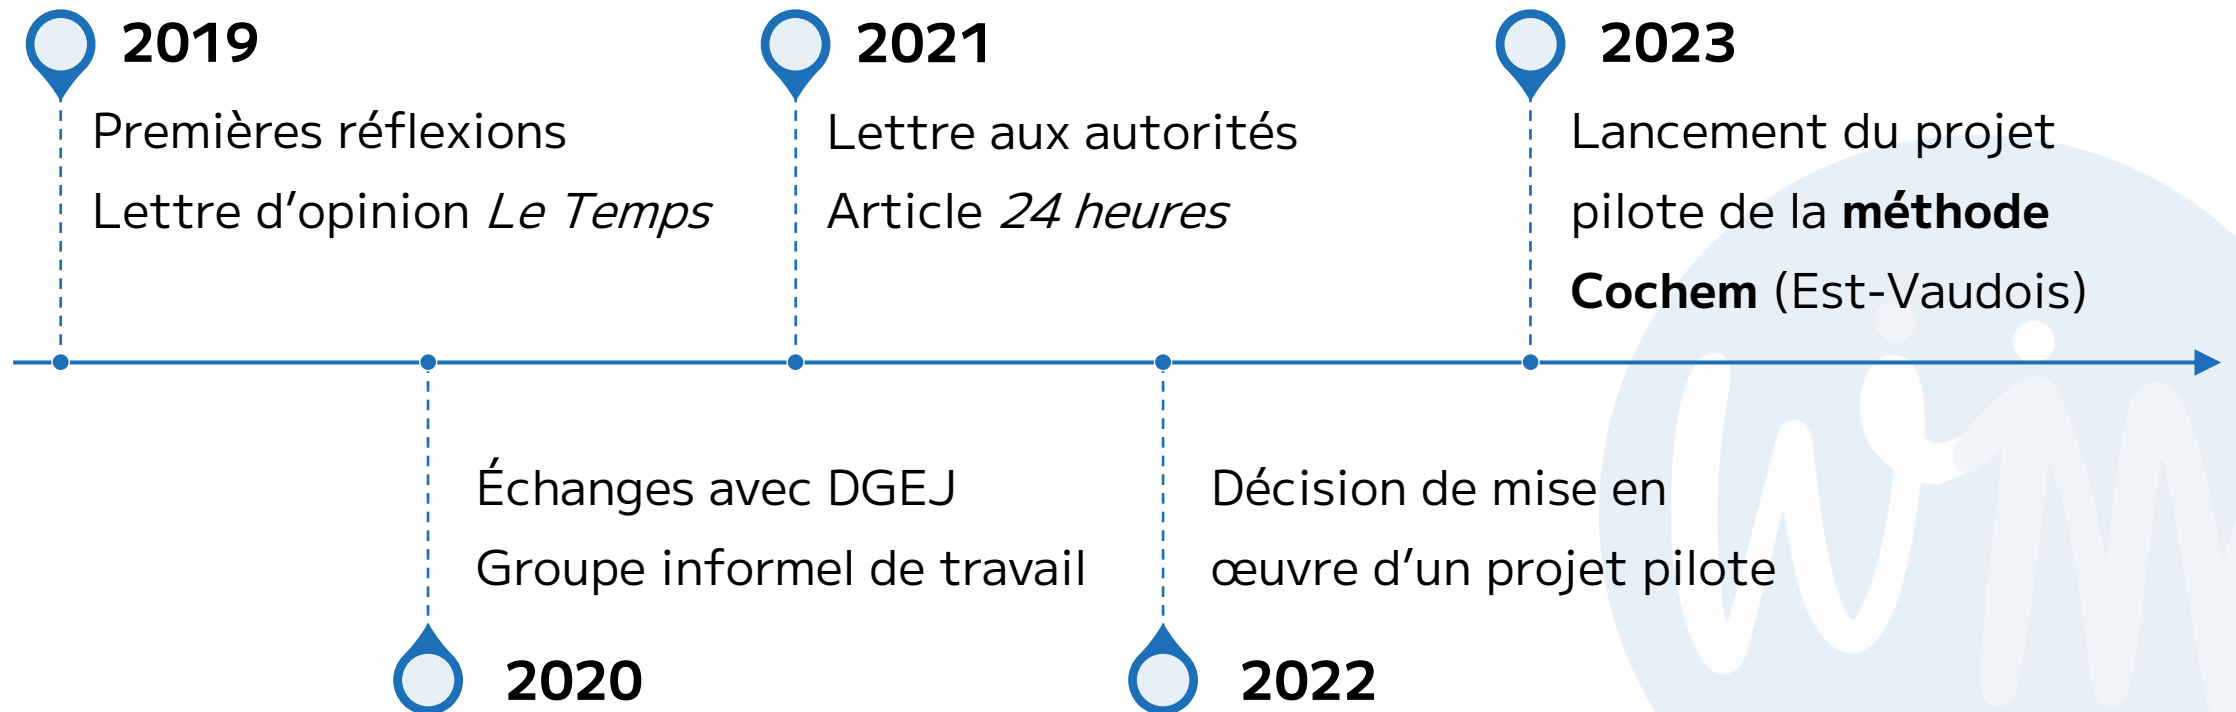 2019
Premières réflexions
Lettre d’opinion Le Temps
2021
Lettre aux autorités
Article 24 heures
2023
Lancement du projet
pilote de la méthode
Cochem (Est-Vaudois)
Échanges avec DGEJ
Groupe informel de travail
2020
Décision de mise en
œuvre d’un projet pilote
2022